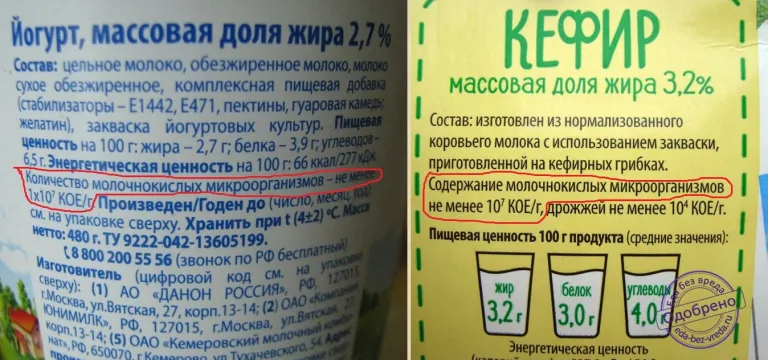 Йогурт, массовая доля жира 2,7 %
Состав: цельное молоко, обезжиренное молоко, молоко
сухое обезжиренное, комплексная пищевая добавка
(стабилизаторы – Е1442, Е471, пектины, гуаровая камедь;
желатин), закваска йогуртовых культур. Пищевая
ценность на 100 г: жира – 2,7 г; белка – 3,9 г; углеводов -
6,5 г. Энергетическая ценность на 100 г: 66 ккал/277 кДж
Количество молочнокислых микроорганизмов – не менее
1х10⁷ КОЕ/г Произведен/Годен до (число, месяц, год)
см. на упаковке сверху. Хранить при t (4±2) °С. Масса
нетто: 480 г. ТУ 9222-042-13605199.
8 800 200 55 56 (звонок по РФ бесплатный)
Изготовитель (цифровой код см. на упаковке
сверху): (1) АО «ДАНОН РОССИЯ», РФ, 127015,
г.Москва, ул.Вятская, 27, корп.13-14; (2) ОАО «Компания
ЮНИМИЛК», РФ, 127015, г.Москва, ул.Вятская, 27,
корп.13-14; (5) ОАО «Кемеровский молочный комби-
нат», РФ, 650070, г.Кемерово, ул.Тухачевского, 54. Адрес
КЕФИР
массовая доля жира 3,2%
Состав: изготовлен из нормализованного
коровьего молока с использованием закваски,
приготовленной на кефирных грибках.
Содержание молочнокислых микроорганизмов
не менее 10⁷ КОЕ/г, дрожжей не менее 10⁴ КОЕ/г.
Пищевая ценность 100 г продукта (средние значения):
жир
3,2 г
белок
3,0 г
углеводы
4,0 г
Энергетическая ценность
Еда без вреда
Одобрено
eda-bez-vreda.ru